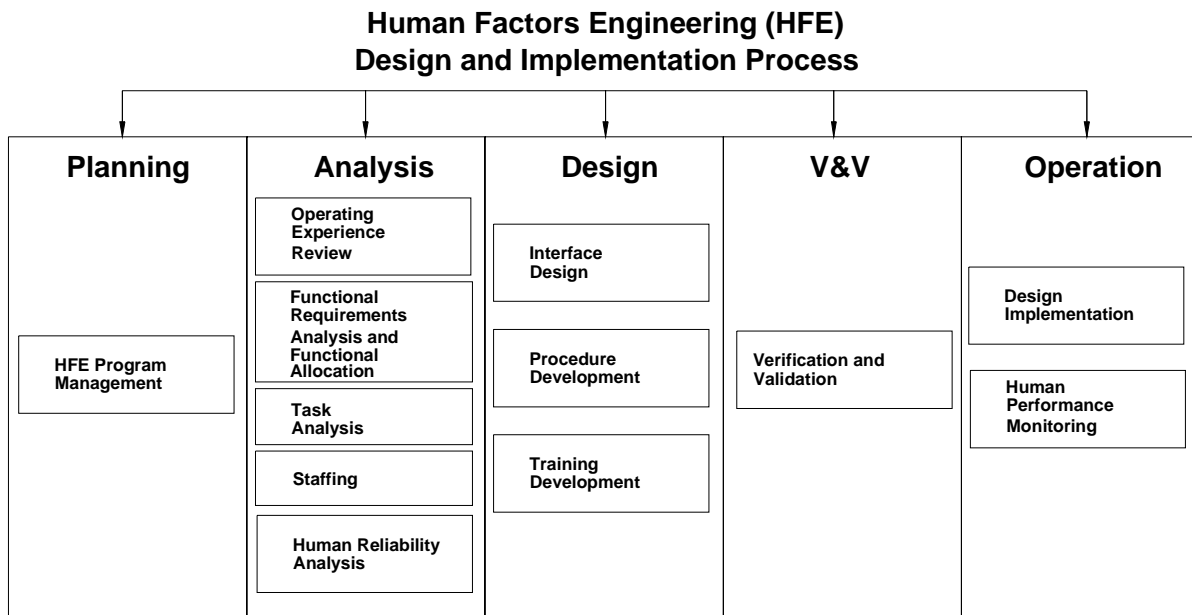 Human Factors Engineering (HFE)
Design and Implementation Process
Planning
HFE Program
Management
Analysis
Operating
Experience
Review
Functional
Requirements
Analysis and
Functional
Allocation
Task
Analysis
Staffing
Human Reliability
Analysis
Design
Interface
Design
Procedure
Development
Training
Development
V&V
Verification and
Validation
Operation
Design
Implementation
Human
Performance
Monitoring